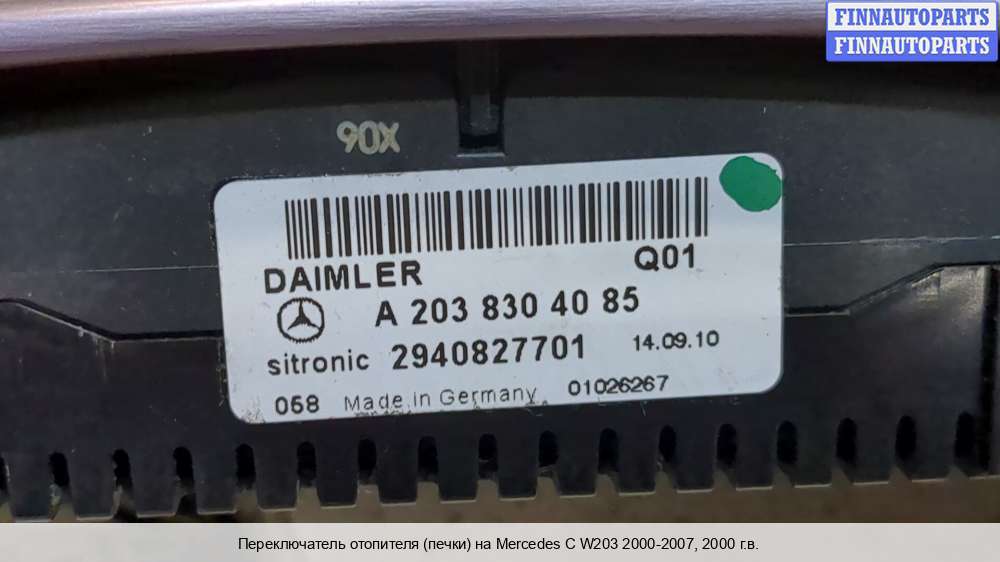 FINNAUTOPARTS
FINNAUTOPARTS
90X
DAIMLER Q01
A 203 830 40 85
sitronic 2940827701 14.09.10
058 Made in Germany 01026267
Переключатель отопителя (печки) на Mercedes C W203 2000-2007, 2000 г.в.